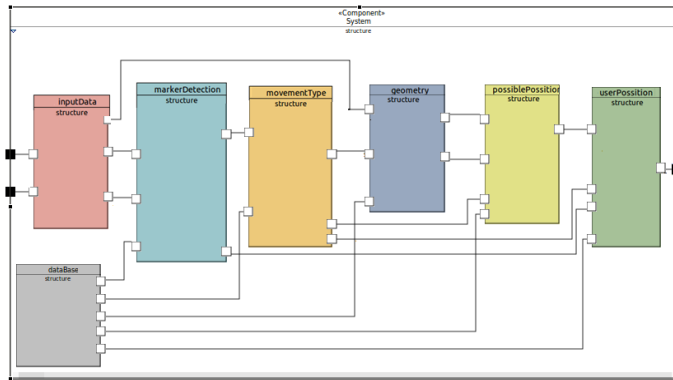 «Component»
System
structure
inputData
structure
markerDetection
structure
movementType
structure
geometry
structure
possiblePossition
structure
userPossition
structure
dataBase
structure